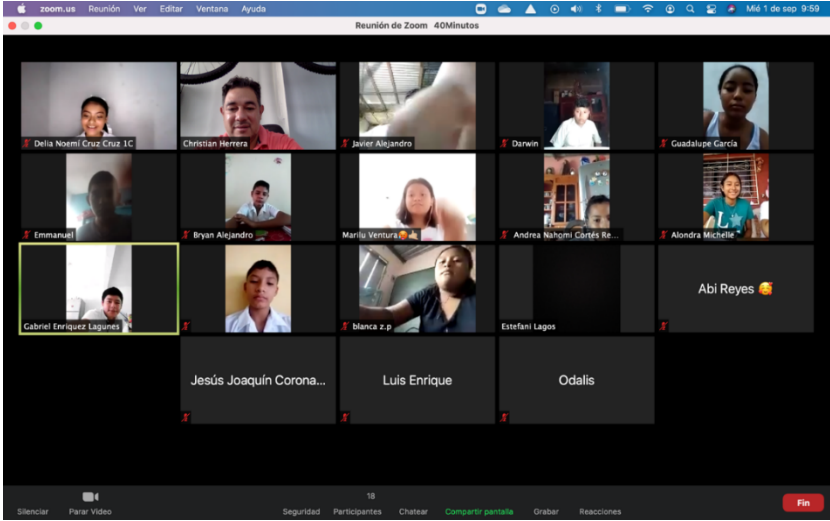 zoom.us Reunión Ver Editar Ventana Ayuda Mié 1 de sep 9:59
Reunión de Zoom 40Minutos
Delia Noemí Cruz Cruz 1C
Christian Herrera
Javier Alejandro
Darwin
Guadalupe García
Emmanuel
Bryan Alejandro
Marilu Ventura🥵🤙🏻
Andrea Nahomi Cortés Re...
Alondra Michelle
Gabriel Enriquez Lagunes
blanca z.p
Estefani Lagos
Abi Reyes 🥰
Jesús Joaquín Corona...
Luis Enrique
Odalis
18
Silenciar Parar Video Seguridad Participantes Chatear Compartir pantalla Grabar Reacciones Fin